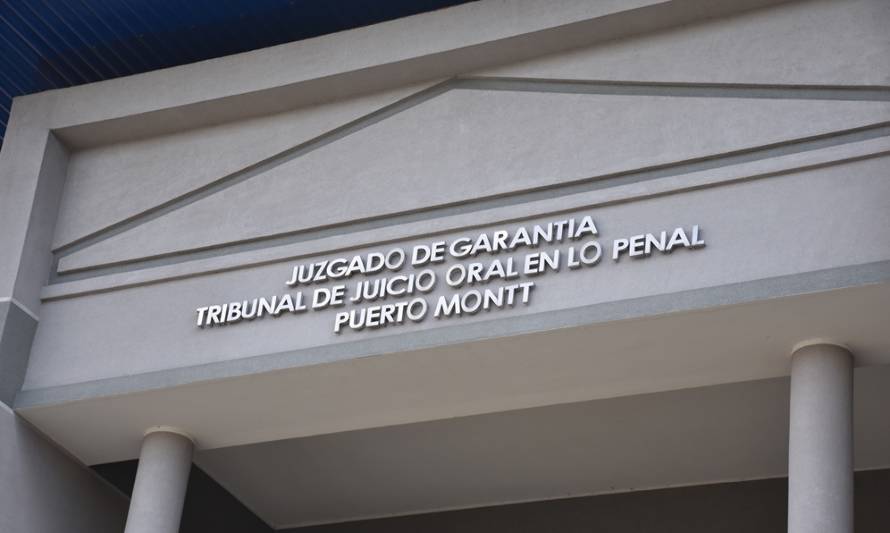 JUZGADO DE GARANTIA
TRIBUNAL DE JUICIO ORAL EN LO PENAL
PUERTO MONTT